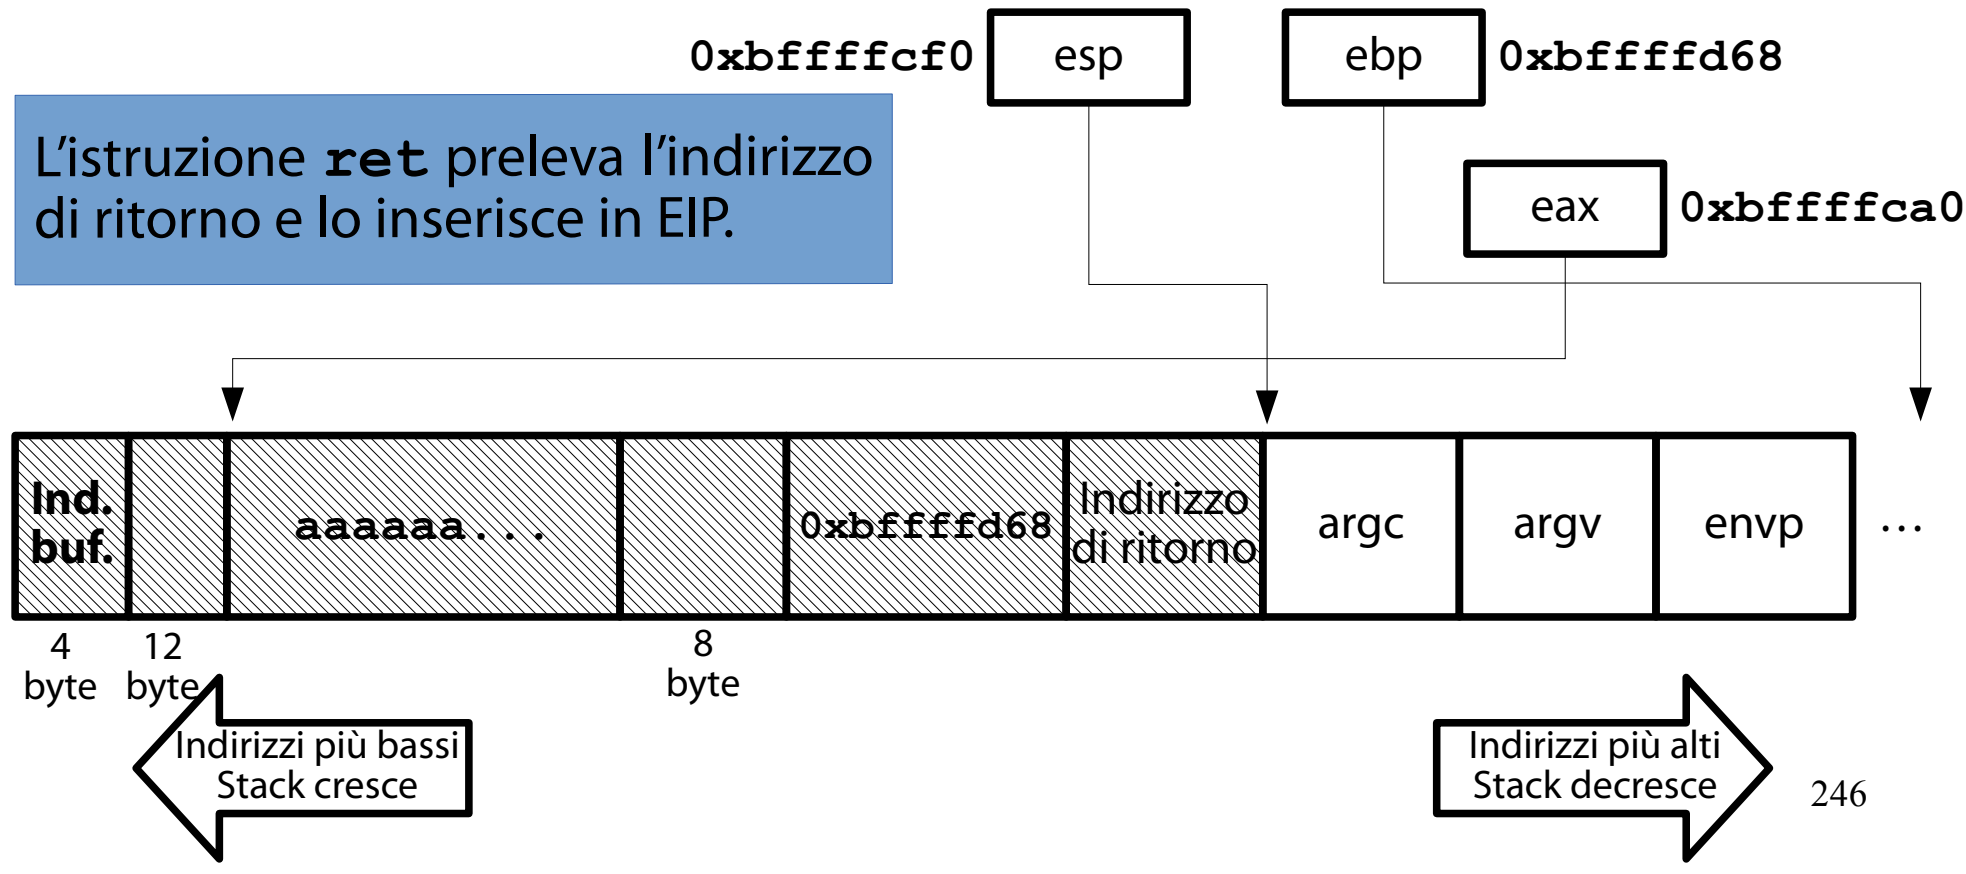 0xbffffcf0 esp ebp 0xbffffd68
L'istruzione ret preleva l'indirizzo
di ritorno e lo inserisce in EIP.
eax 0xbffffca0
Ind.
buf.
aaaaaa...
0xbffffd68
Indirizzo
di ritorno
argc
argv
envp
...
4
byte
12
byte
8
byte
Indirizzi più bassi
Stack cresce
Indirizzi più alti
Stack decresce
246